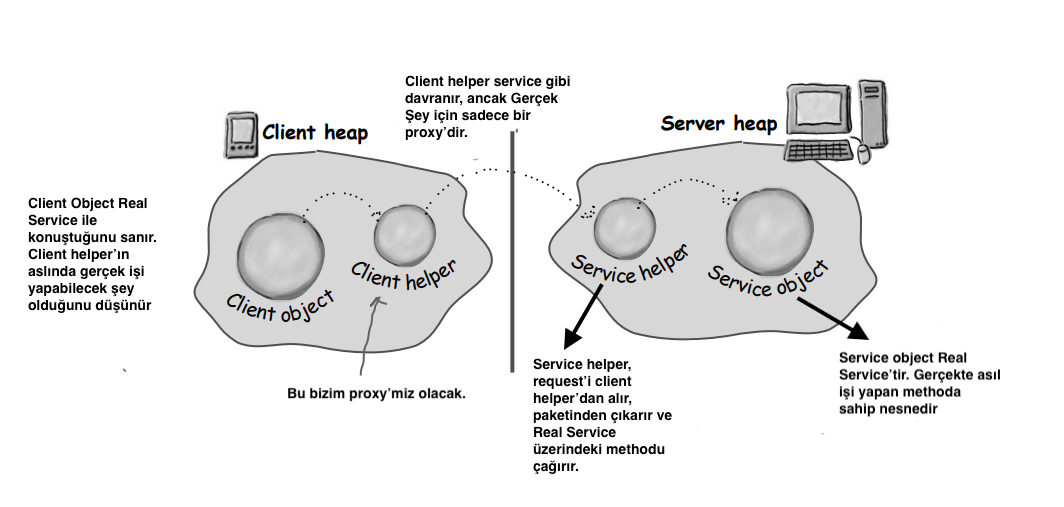 Client helper service gibi
davranır, ancak Gerçek
Şey için sadece bir
proxy'dir.
Client heap
Server heap
Client Object Real
Service ile
konuştuğunu sanır.
Client helper'ın
aslında gerçek işi
yapabilecek şey
olduğunu düşünür
Client object
Client helper
Service helper
Service object
Bu bizim proxy'miz olacak.
Service helper,
request'i client
helper'dan alır,
paketinden çıkarır ve
Real Service
üzerindeki methodu
çağırır.
Service object Real
Service'tir. Gerçekte asıl
işi yapan methoda
sahip nesnedir